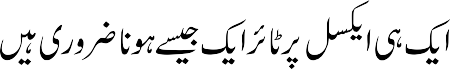 ایک ہی ایکسل پر ٹائر ایک جیسے ہونا ضروری ہیں